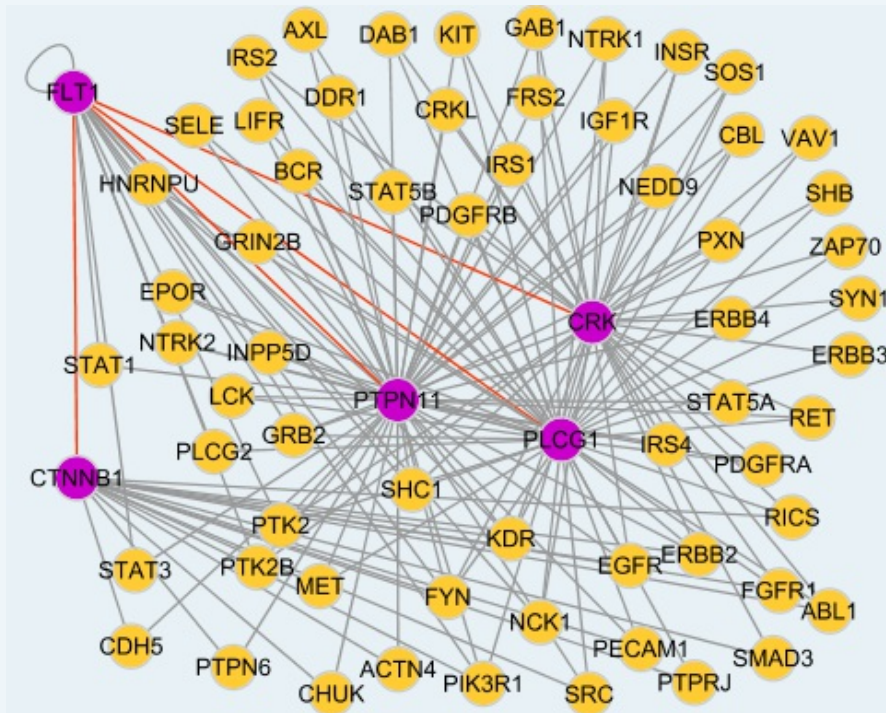 AXL
DAB1
KIT
GAB1
NTRK1
INSR
IRS2
SOS1
FLT1
DDR1
CRKL
FRS2
IGF1R
SELE
LIFR
CBL
VAV1
HNRNPU
BCR
STAT5B
IRS1
NEDD9
SHB
PDGFRB
GRIN2B
PXN
ZAP70
EPOR
SYN1
CRK
ERBB4
NTRK2
INPP5D
STAT1
ERBB3
LCK
PTPN11
STAT5A
RET
PLCG2
GRB2
PLCG1
IRS4
PDGFRA
CTNNB1
SHC1
RICS
PTK2
KDR
STAT3
PTK2B
MET
EGFR
ERBB2
FGFR1
ABL1
FYN
NCK1
CDH5
PTPN6
ACTN4
PECAM1
SMAD3
CHUK
PIK3R1
SRC
PTPRJ